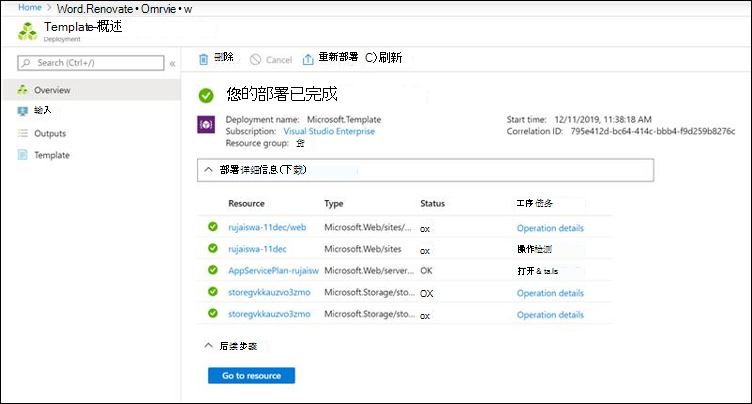 Home > Word.Renovate • Omrvie • w
Template-概述
Deployment
Search (Ctrl+/)
«
Overview
输入
Outputs
Template
删除 Cancel 重新部署 C)刷新
您的部署已完成
Deployment name: Microsoft.Template
Subscription: Visual Studio Enterprise
Resource group:
Start time: 12/11/2019, 11:38:18 AM
Correlation ID: 795e412d-bc64-414c-bbb4-f9d259b8276c
部署详细信息(下载)
Resource Type Status 工序任务
rujaiswa-11dec/web Microsoft.Web/sites/... ox Operation details
rujaiswa-11dec Microsoft.Web/sites ox 操作检测
AppServicePlan-rujaisw Microsoft.Web/server... OK 打开 & ta.ls
storegvkkauzvo3zmo Microsoft.Storage/sto... OX Operation details
storegvkkauzvo3zmo Microsoft.Storage/sto... ox Operation details
后续步骤
Go to resource